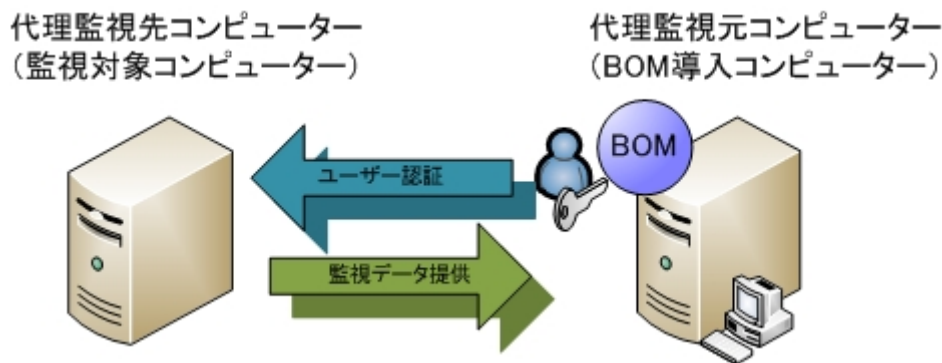 代理監視先コンピューター
（監視対象コンピューター）
代理監視元コンピューター
（BOM導入コンピューター）
BOM
ユーザー認証
監視データ提供